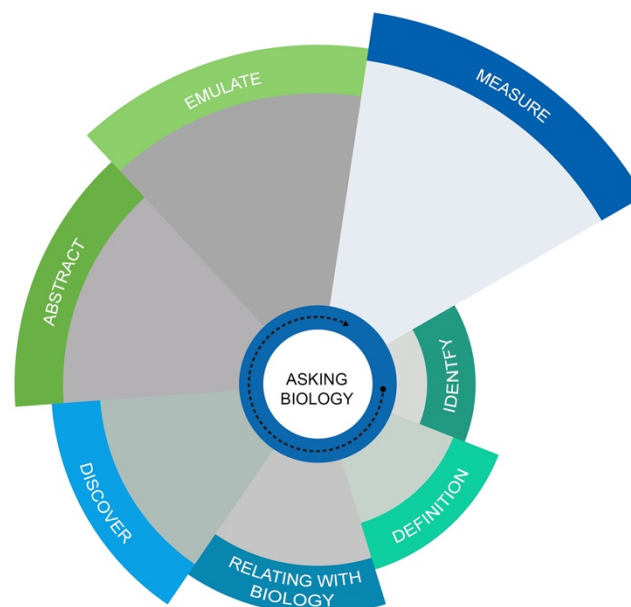 EMULATE
MEASURE
ABSTRACT
ASKING
BIOLOGY
IDENTFY
DISCOVER
DEFINITION
RELATING WITH
BIOLOGY